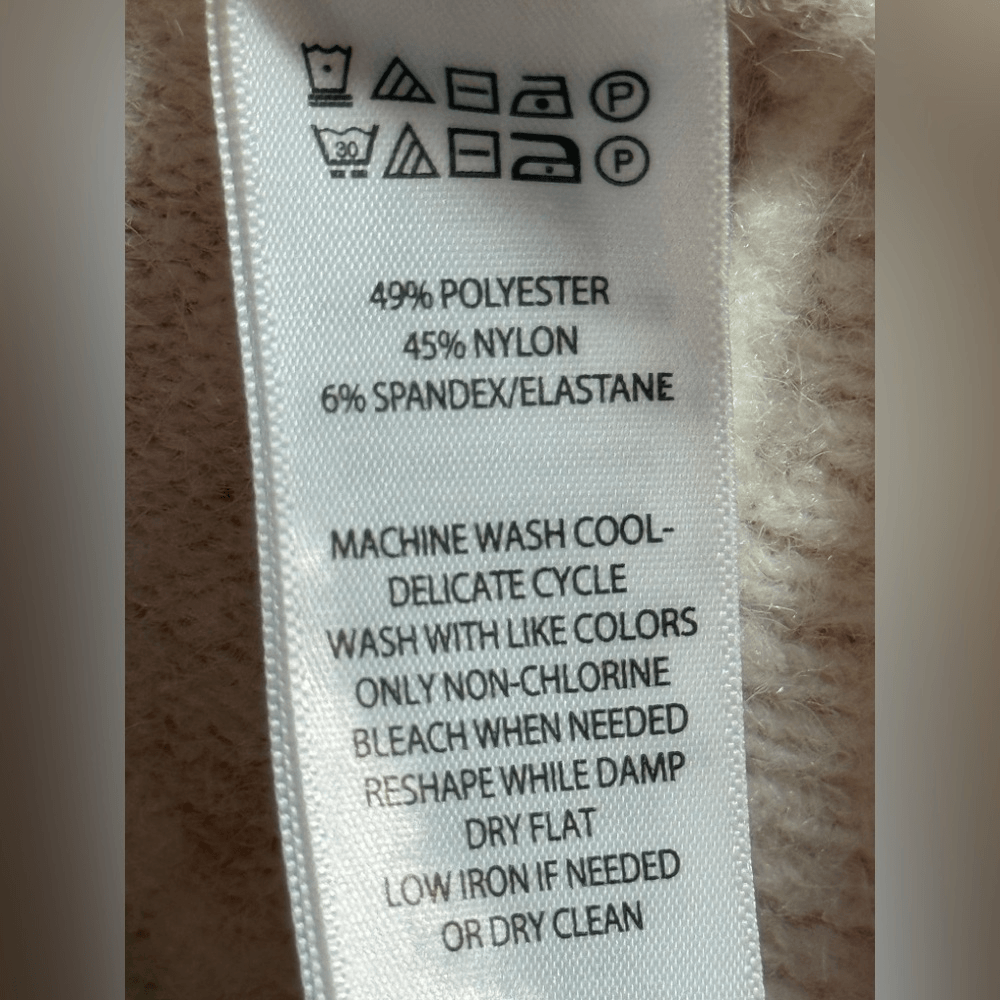 P
30 P
49% POLYESTER
45% NYLON
6% SPANDEX/ELASTANE
MACHINE WASH COOL-
DELICATE CYCLE
WASH WITH LIKE COLORS
ONLY NON-CHLORINE
BLEACH WHEN NEEDED
RESHAPE WHILE DAMP
DRY FLAT
LOW IRON IF NEEDED
OR DRY CLEAN